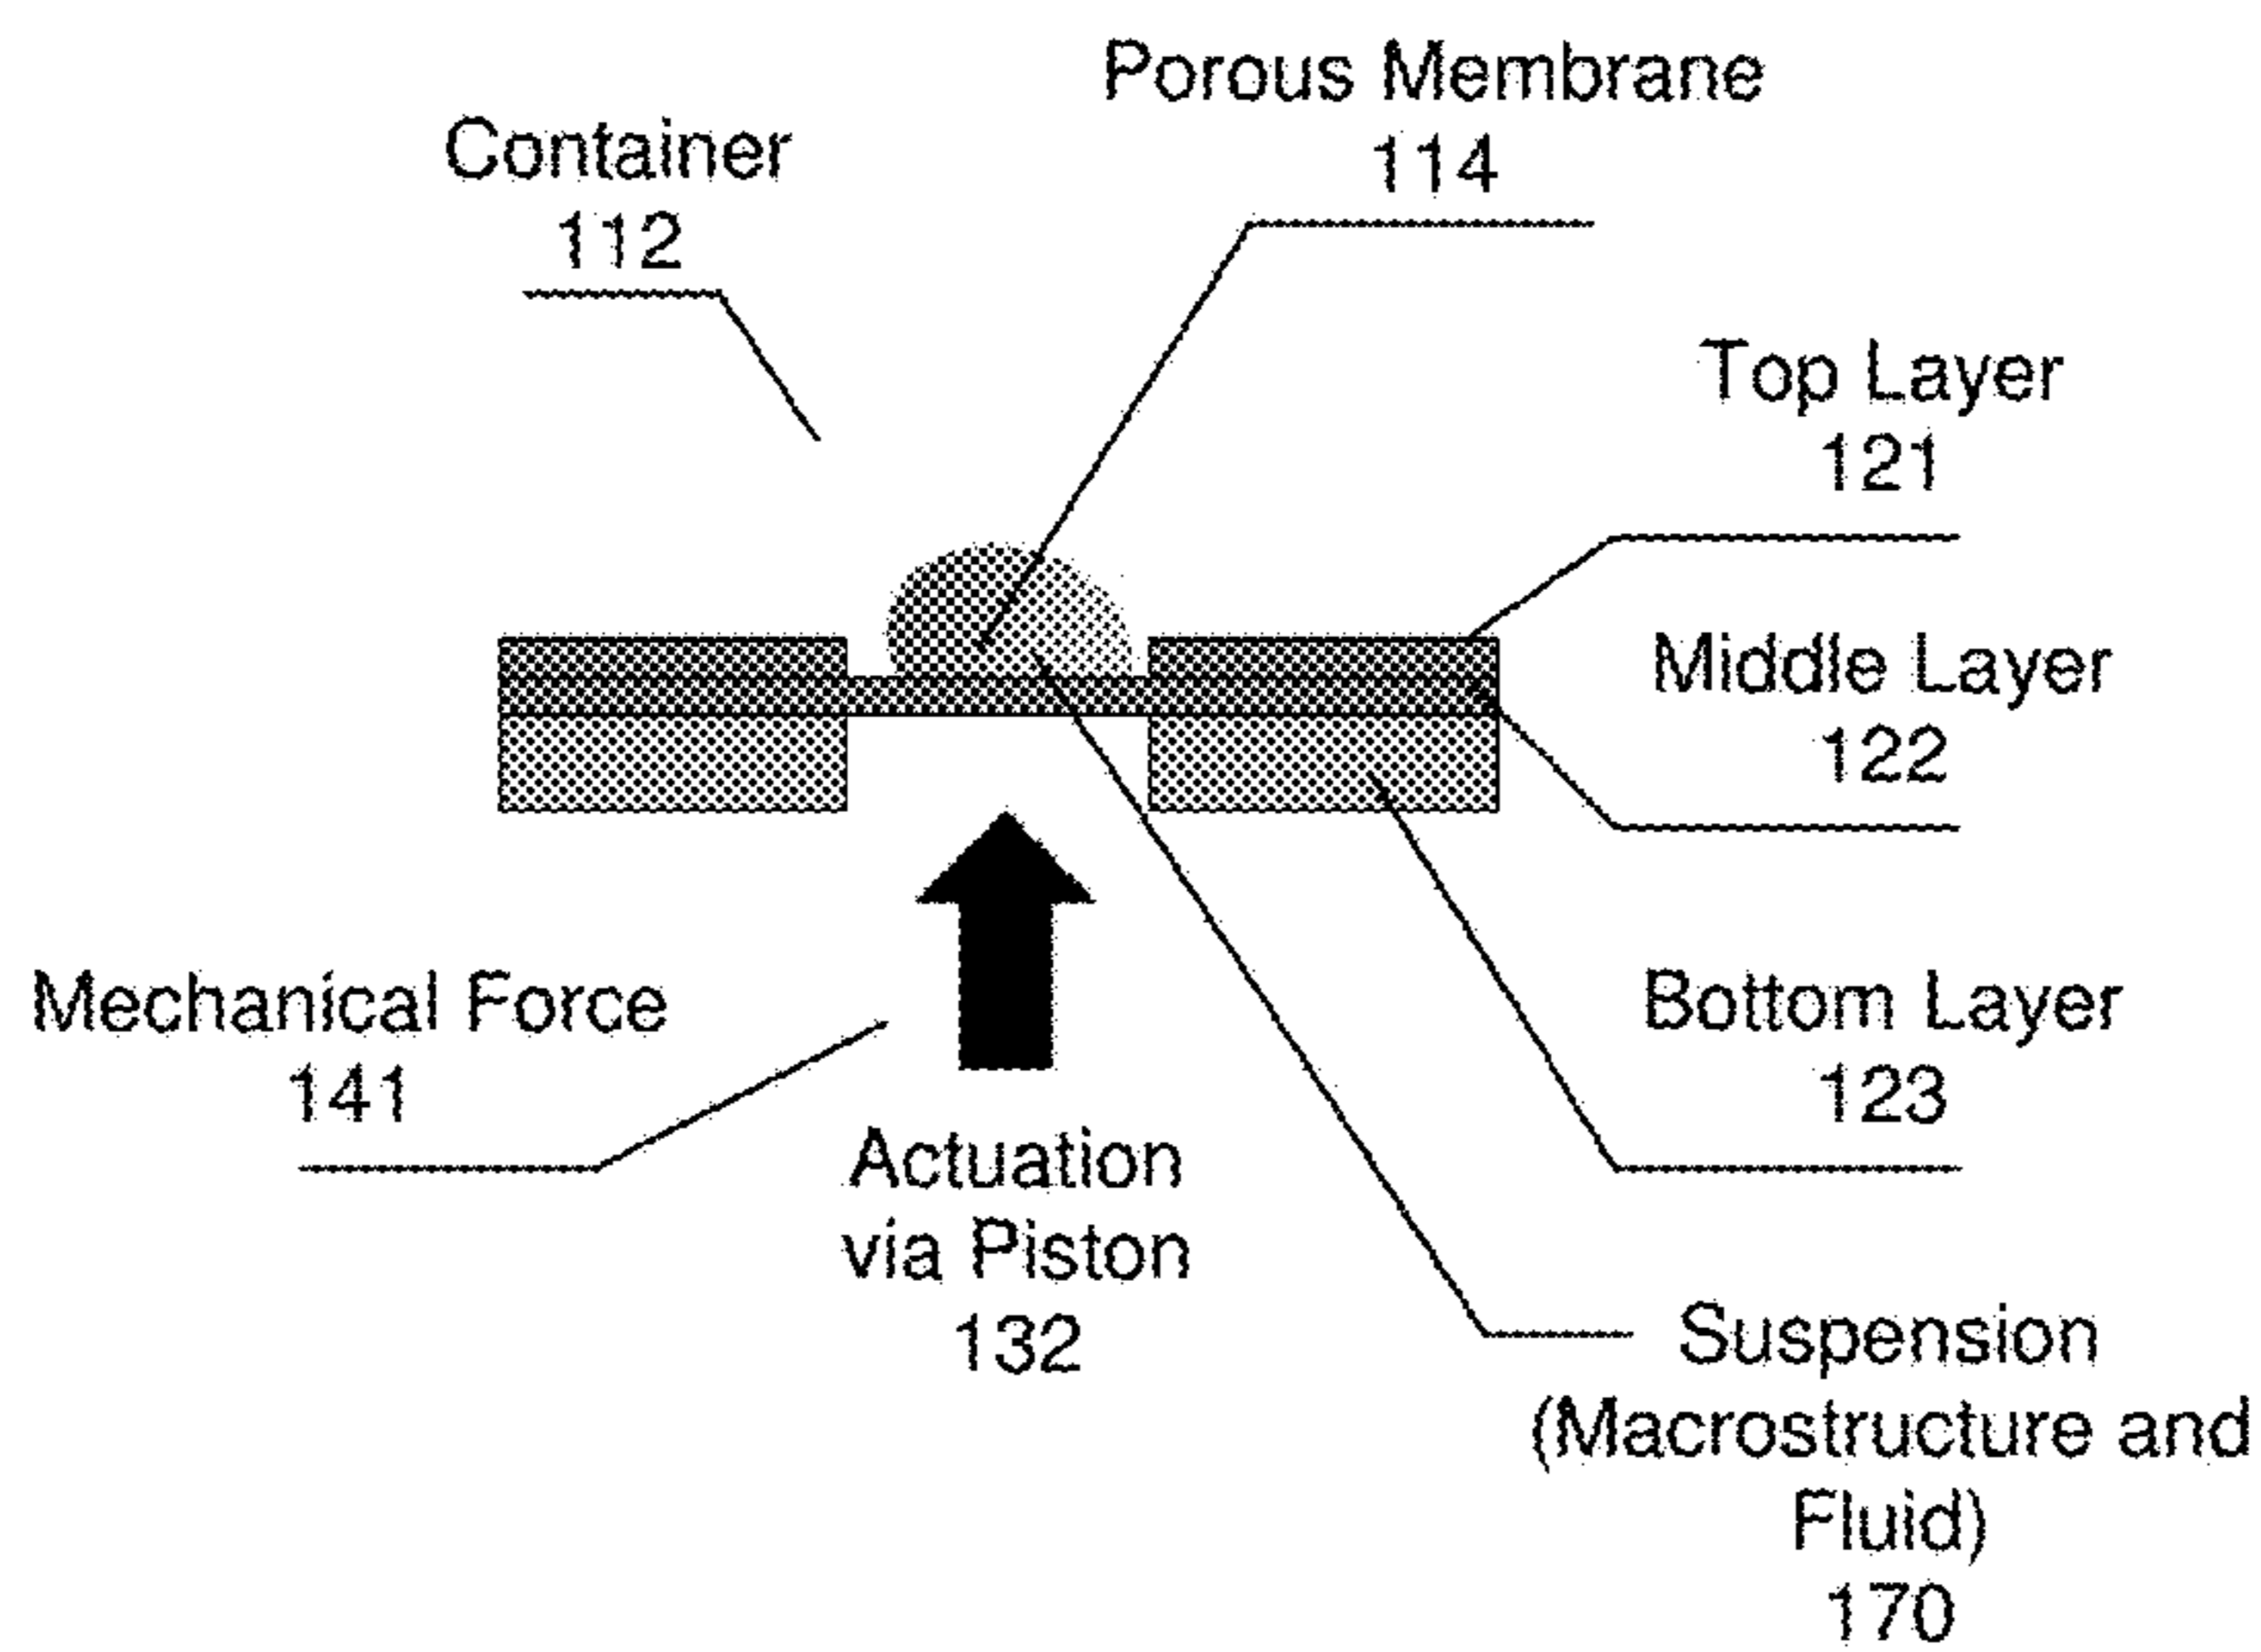 Porous Membrane
114
Container
112
Top Layer
121
Middle Layer
122
Mechanical Force
141
Bottom Layer
123
Actuation
via Piston
132
Suspension
(Macrostructure and
Fluid)
170